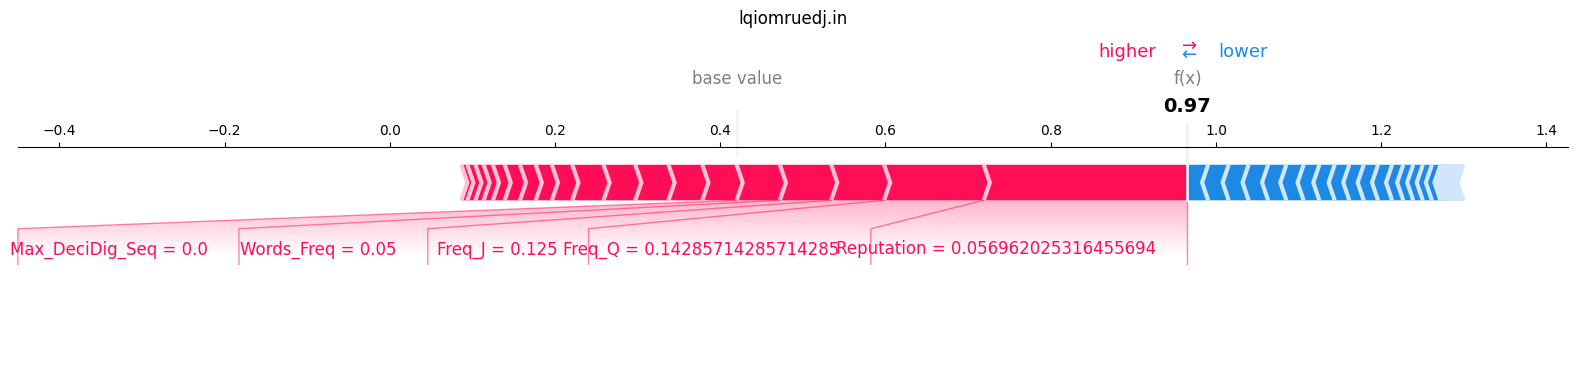 lqiomruedj.in
higher ⇄ lower
base value f(x)
0.97
−0.4 −0.2 0.0 0.2 0.4 0.6 0.8 1.0 1.2 1.4
Max_DeciDig_Seq = 0.0 Words_Freq = 0.05 Freq_J = 0.125 Freq_Q = 0.14285714285714285 Reputation = 0.056962025316455694